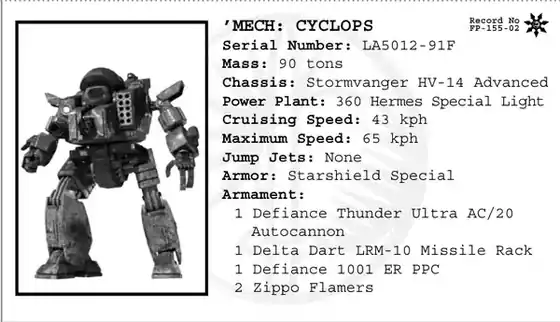 'MECH: CYCLOPS
Record No
FP-155-02
Serial Number: LA5012-91F
Mass: 90 tons
Chassis: Stormvanger HV-14 Advanced
Power Plant: 360 Hermes Special Light
Cruising Speed: 43 kph
Maximum Speed: 65 kph
Jump Jets: None
Armor: Starshield Special
Armament:
1 Defiance Thunder Ultra AC/20
Autocannon
1 Delta Dart LRM-10 Missile Rack
1 Defiance 1001 ER PPC
2 Zippo Flamers